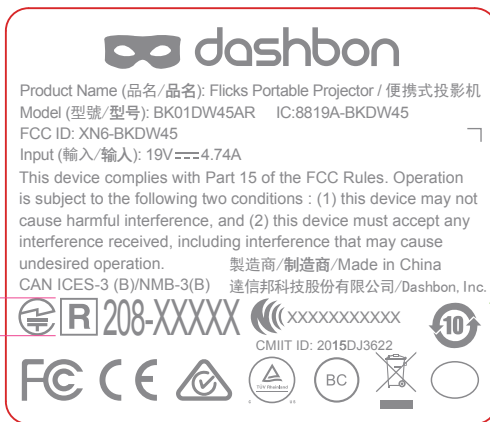 dashbon
Product Name (品名/品名): Flicks Portable Projector / 便携式投影机
Model (型號/型号): BK01DW45AR IC:8819A-BKDW45
FCC ID: XN6-BKDW45
Input (輸入/输入): 19V⎓4.74A
This device complies with Part 15 of the FCC Rules. Operation
is subject to the following two conditions : (1) this device may not
cause harmful interference, and (2) this device must accept any
interference received, including interference that may cause
undesired operation. 製造商/制造商/Made in China
CAN ICES-3 (B)/NMB-3(B) 達信邦科技股份有限公司/Dashbon, Inc.
R 208-XXXXX XXXXXXXXXXX 10
CMIIT ID: 2015DJ3622
FC CE TÜV Rheinland BC